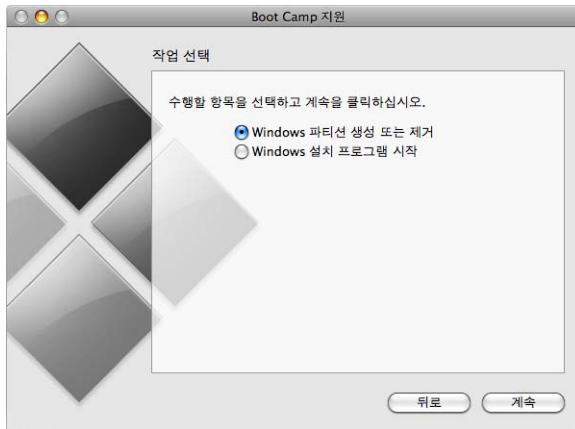 Boot Camp 지원
작업 선택
수행할 항목을 선택하고 계속을 클릭하십시오.
Windows 파티션 생성 또는 제거
Windows 설치 프로그램 시작
뒤로
계속